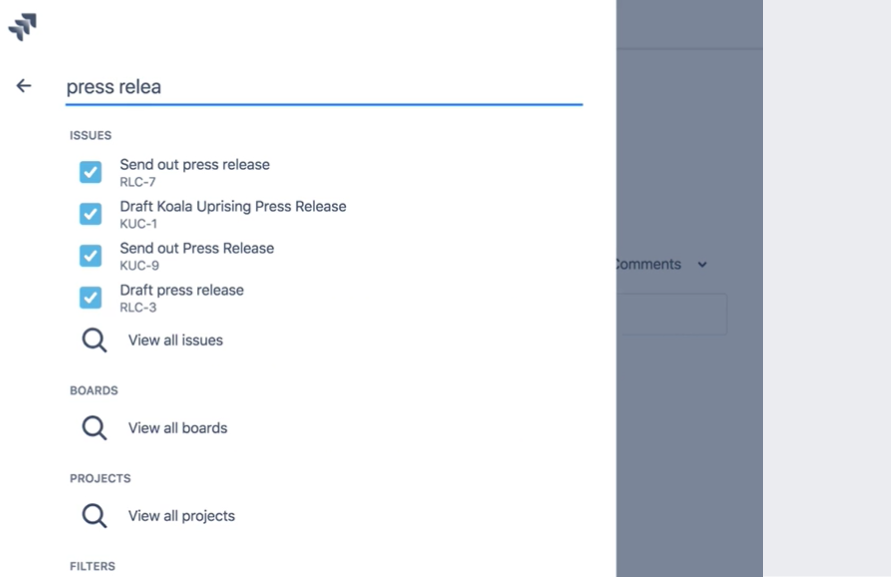 press relea
ISSUES
Send out press release
RLC-7
Draft Koala Uprising Press Release
KUC-1
Send out Press Release
KUC-9
Draft press release
RLC-3
View all issues
BOARDS
View all boards
PROJECTS
View all projects
FILTERS
Comments